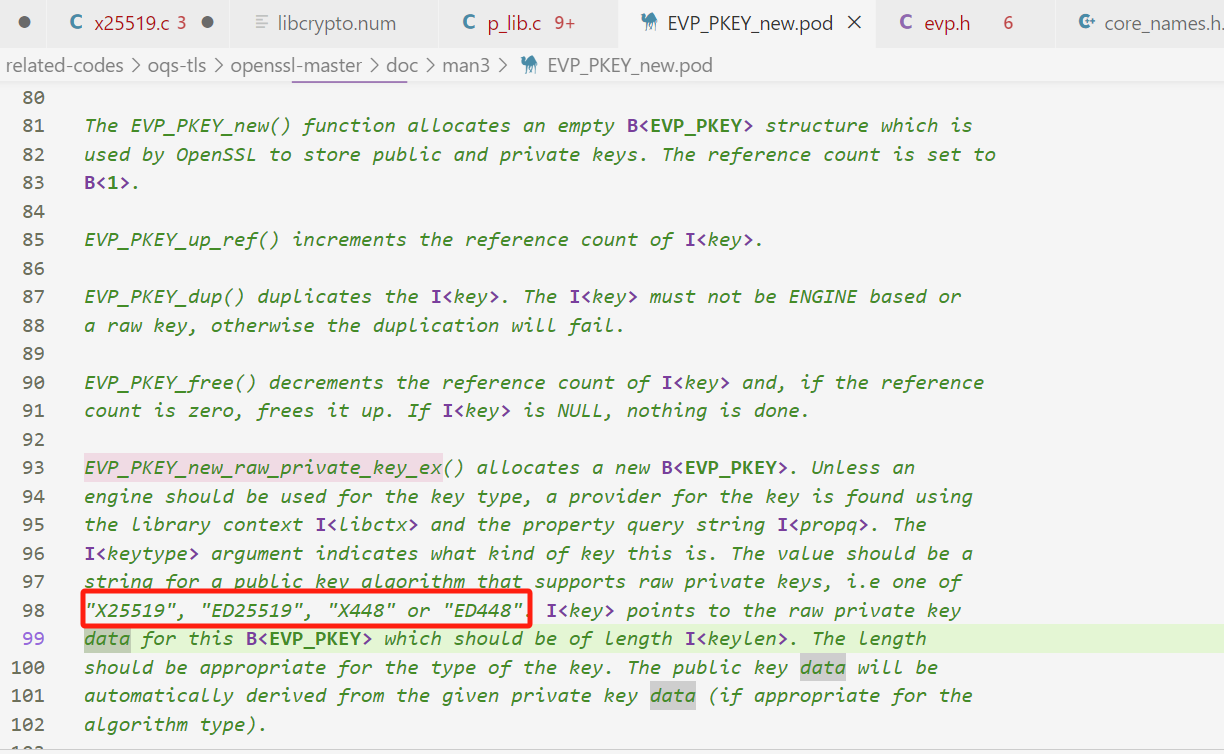 x25519.c 3 libcrypto.num p_lib.c 9+ EVP_PKEY_new.pod evp.h 6 core_names.h.
related-codes > oqs-tls > openssl-master > doc > man3 > EVP_PKEY_new.pod
80
81 The EVP_PKEY_new() function allocates an empty B<EVP_PKEY> structure which is
82 used by OpenSSL to store public and private keys. The reference count is set to
83 B<1>.
84
85 EVP_PKEY_up_ref() increments the reference count of I<key>.
86
87 EVP_PKEY_dup() duplicates the I<key>. The I<key> must not be ENGINE based or
88 a raw key, otherwise the duplication will fail.
89
90 EVP_PKEY_free() decrements the reference count of I<key> and, if the reference
91 count is zero, frees it up. If I<key> is NULL, nothing is done.
92
93 EVP_PKEY_new_raw_private_key_ex() allocates a new B<EVP_PKEY>. Unless an
94 engine should be used for the key type, a provider for the key is found using
95 the library context I<libctx> and the property query string I<propq>. The
96 I<keytype> argument indicates what kind of key this is. The value should be a
97 string for a public key algorithm that supports raw private keys, i.e one of
98 "X25519", "ED25519", "X448" or "ED448". I<key> points to the raw private key
99 data for this B<EVP_PKEY> which should be of length I<keylen>. The length
100 should be appropriate for the type of the key. The public key data will be
101 automatically derived from the given private key data (if appropriate for the
102 algorithm type).